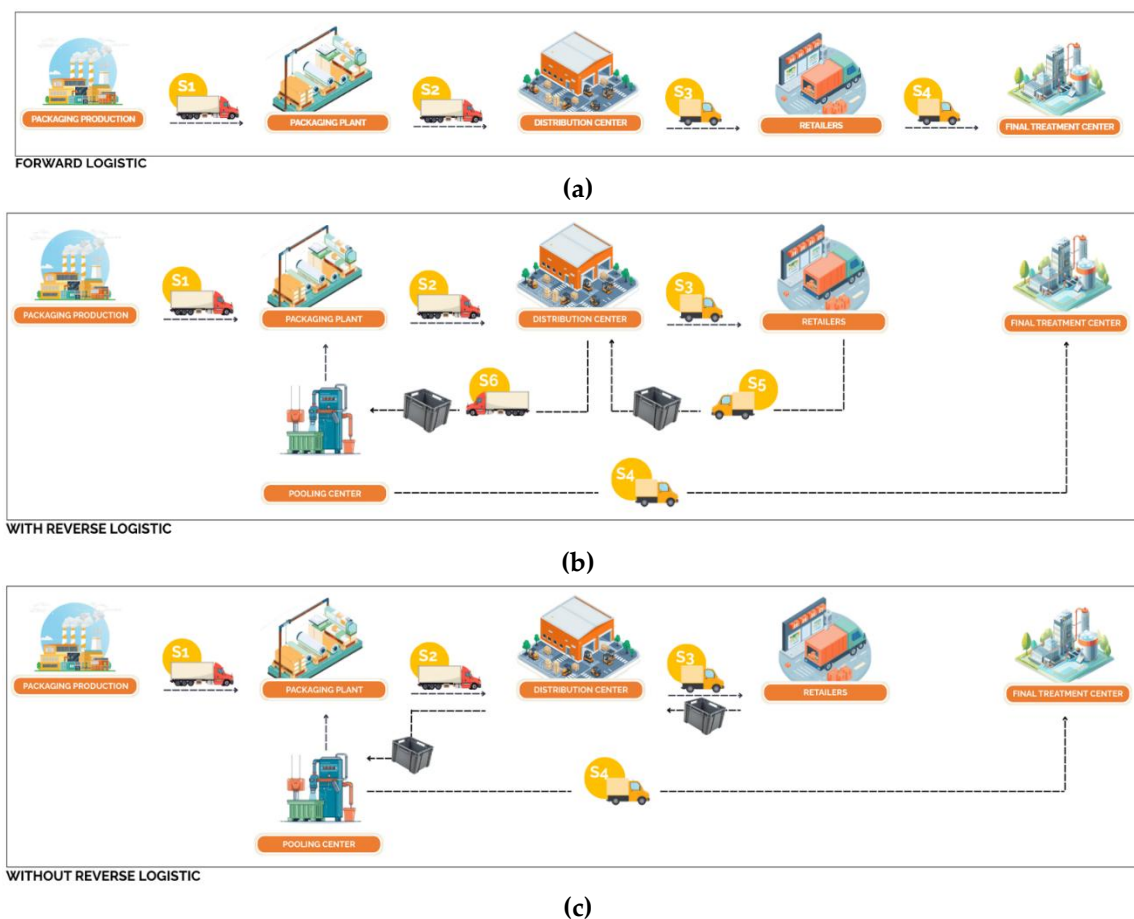 S1
S2
S3
S4
PACKAGING PRODUCTION
PACKAGING PLANT
DISTRIBUTION CENTER
RETAILERS
FINAL TREATMENT CENTER
FORWARD LOGISTIC
(a)
S1
S2
S3
PACKAGING PRODUCTION
PACKAGING PLANT
DISTRIBUTION CENTER
RETAILERS
FINAL TREATMENT CENTER
S6
S5
S4
POOLING CENTER
WITH REVERSE LOGISTIC
(b)
S1
S2
S3
PACKAGING PRODUCTION
PACKAGING PLANT
DISTRIBUTION CENTER
RETAILERS
FINAL TREATMENT CENTER
S4
POOLING CENTER
WITHOUT REVERSE LOGISTIC
(c)